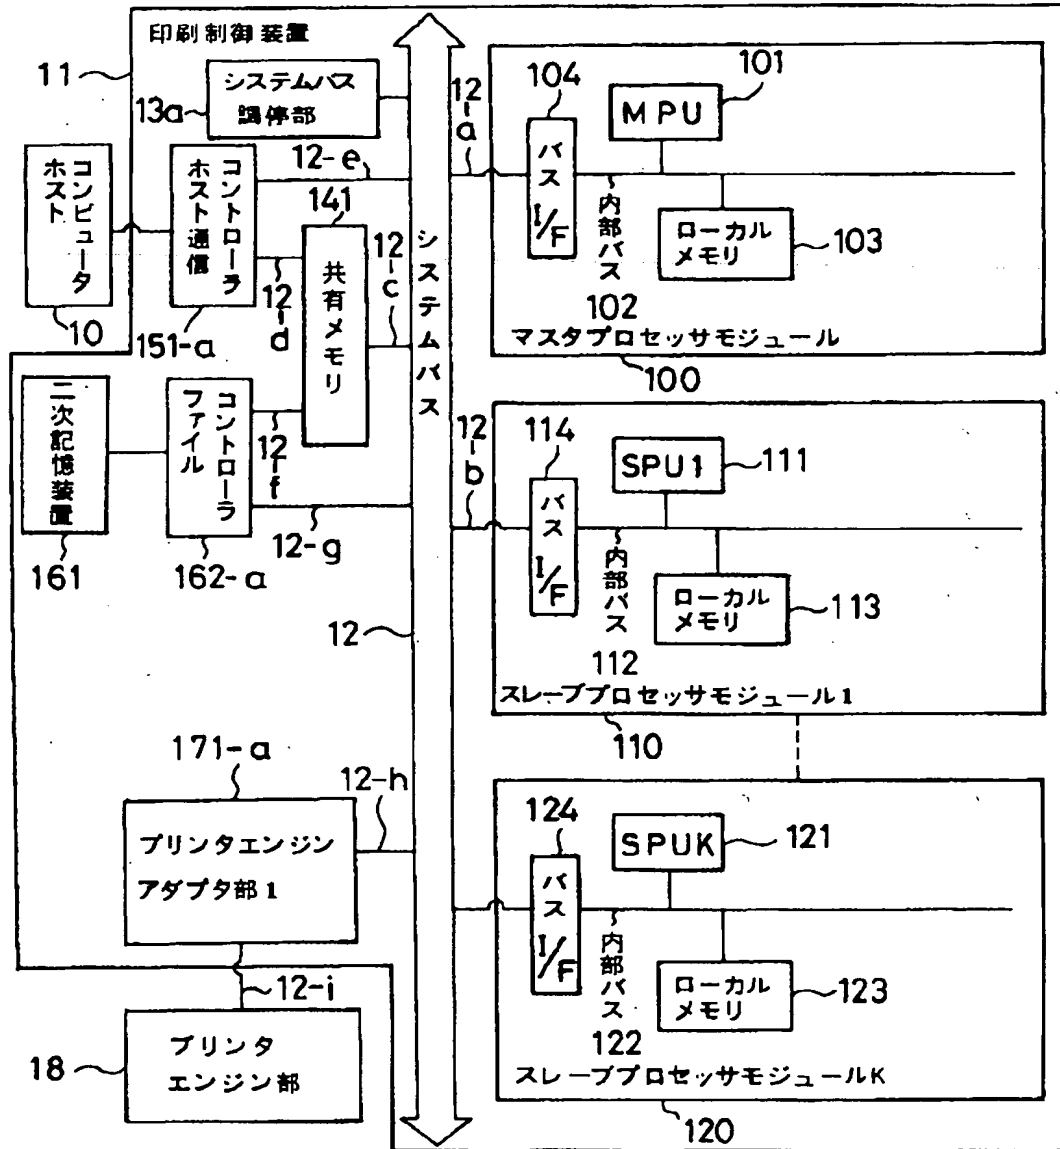 印刷制御装置
11
システムバス
調停部
13a
コンピュータ
ホスト
10
コントローラ
ホスト通信
151-a
12-e
12-d
141
共有メモリ
12-c
二次記憶装置
161
コントローラ
ファイル
162-a
12-f
12-g
システムバス
12
171-a
プリンタエンジン
アダプタ部1
12-h
12-i
プリンタ
エンジン部
18
12-a
104
バス
I/F
101
MPU
内部バス
102
ローカル
メモリ
103
マスタプロセッサモジュール
100
12-b
114
バス
I/F
SPU1
111
内部バス
112
ローカル
メモリ
113
スレーブプロセッサモジュール1
110
124
バス
I/F
SPUK
121
内部バス
122
ローカル
メモリ
123
スレーブプロセッサモジュールK
120